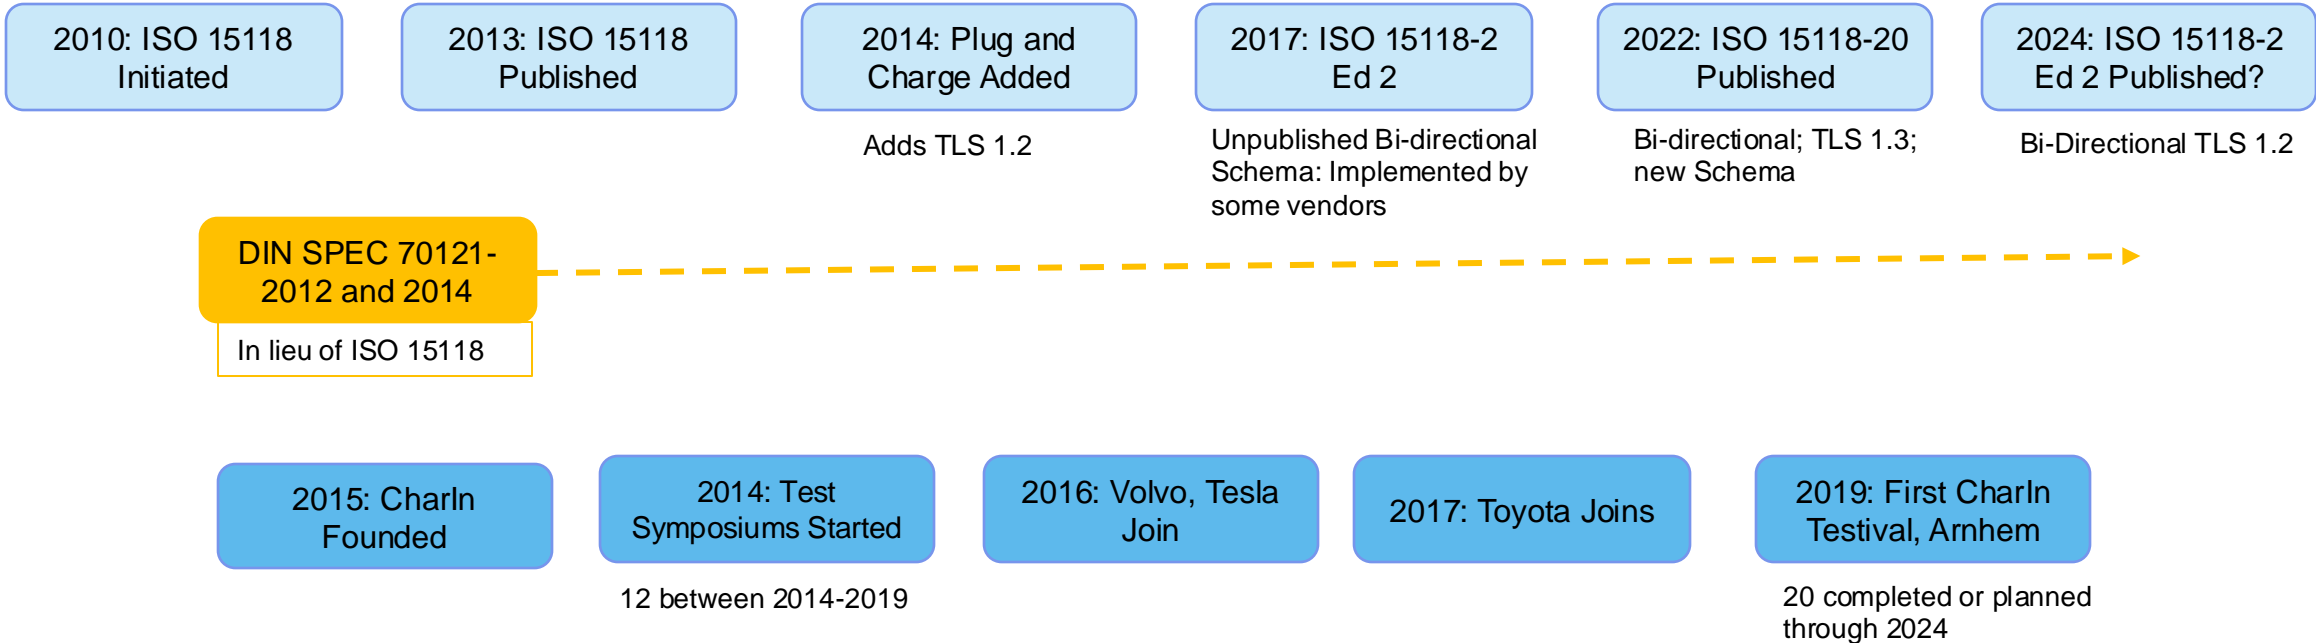 2010: ISO 15118
Initiated
2013: ISO 15118
Published
2014: Plug and
Charge Added
Adds TLS 1.2
2017: ISO 15118-2
Ed 2
Unpublished Bi-directional
Schema: Implemented by
some vendors
2022: ISO 15118-20
Published
Bi-directional; TLS 1.3;
new Schema
2024: ISO 15118-2
Ed 2 Published?
Bi-Directional TLS 1.2
DIN SPEC 70121-
2012 and 2014
In lieu of ISO 15118
2015: CharIn
Founded
2014: Test
Symposiums Started
12 between 2014-2019
2016: Volvo, Tesla
Join
2017: Toyota Joins
2019: First CharIn
Testival, Arnhem
20 completed or planned
through 2024